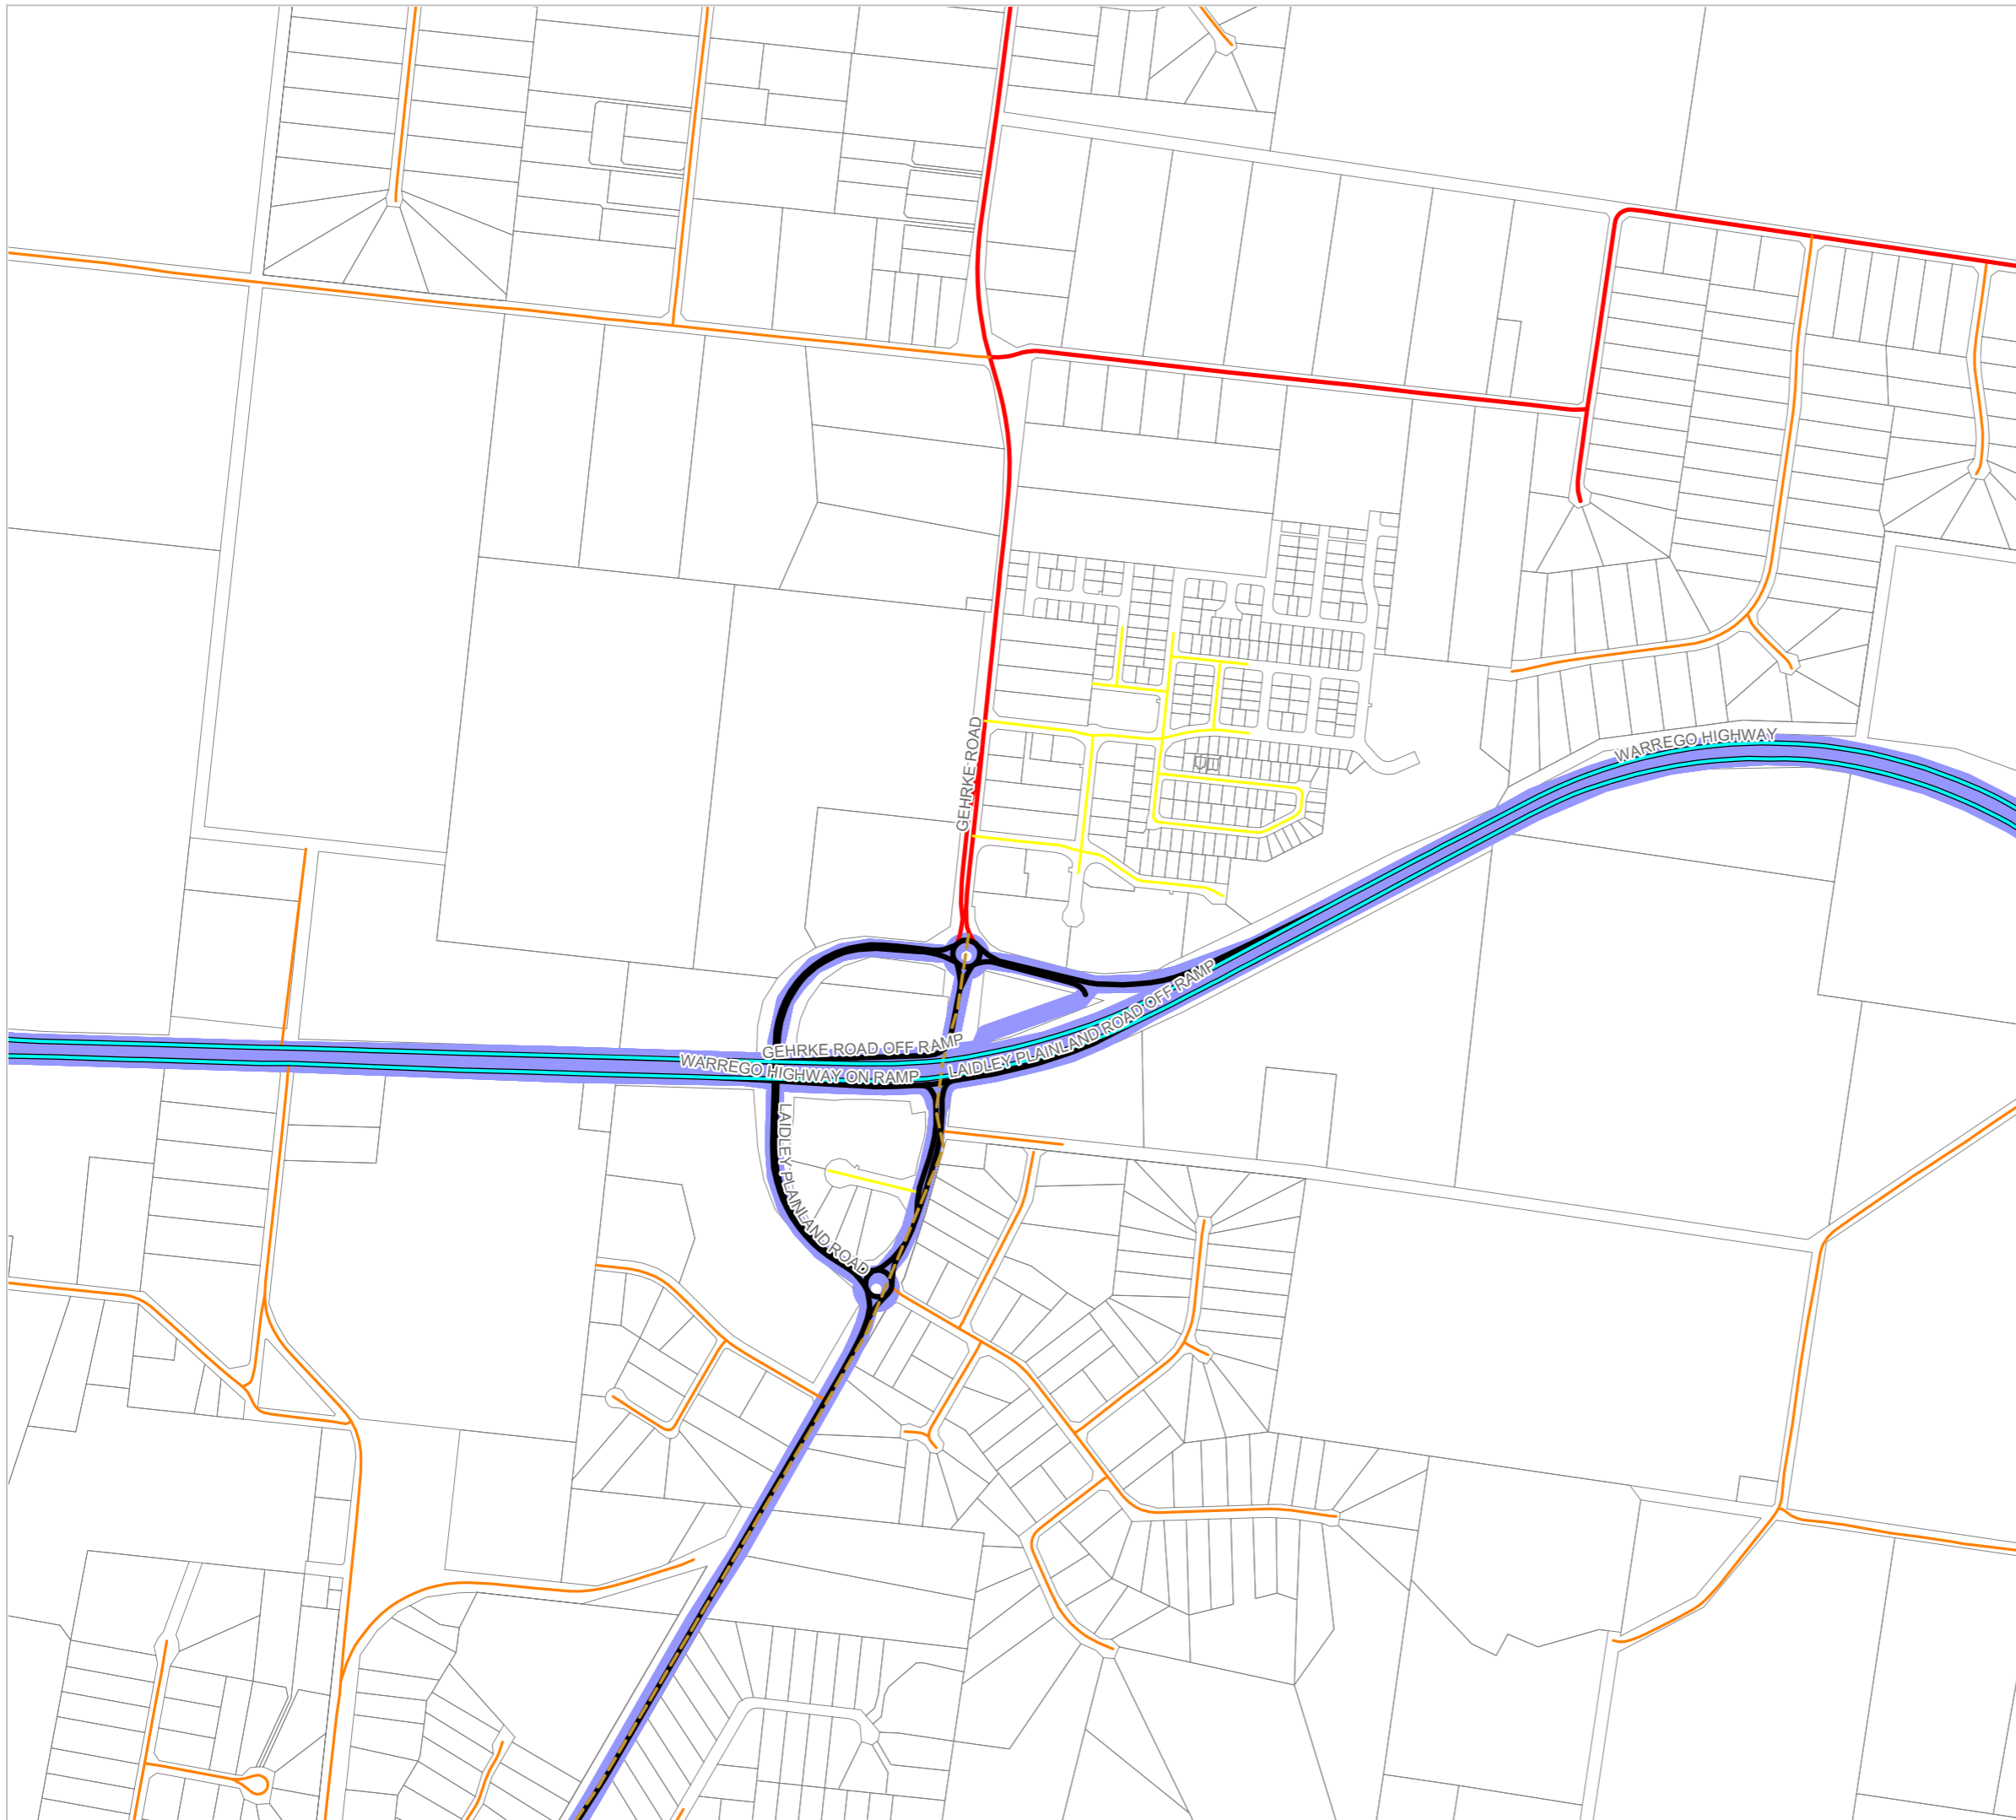 WARREGO HIGHWAY
GEHRKE ROAD
GEHRKE ROAD OFF RAMP
LAIDLEY PLAINLAND ROAD OFF RAMP
WARREGO HIGHWAY ON RAMP
LAIDLEY PLAINLAND ROAD